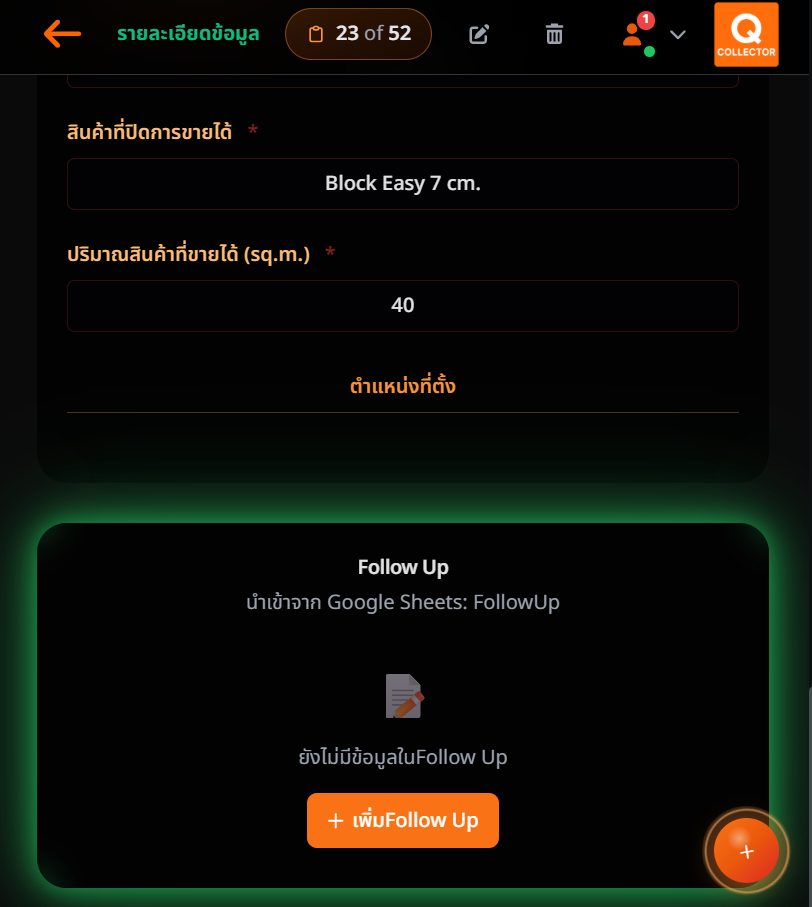 รายละเอียดข้อมูล
23 of 52
1
Q
COLLECTOR
สินค้าที่ปิดการขายได้ *
Block Easy 7 cm.
ปริมาณสินค้าที่ขายได้ (sq.m.) *
40
ตำแหน่งที่ตั้ง
Follow Up
นำเข้าจาก Google Sheets: FollowUp
ยังไม่มีข้อมูลในFollow Up
+ เพิ่มFollow Up
+